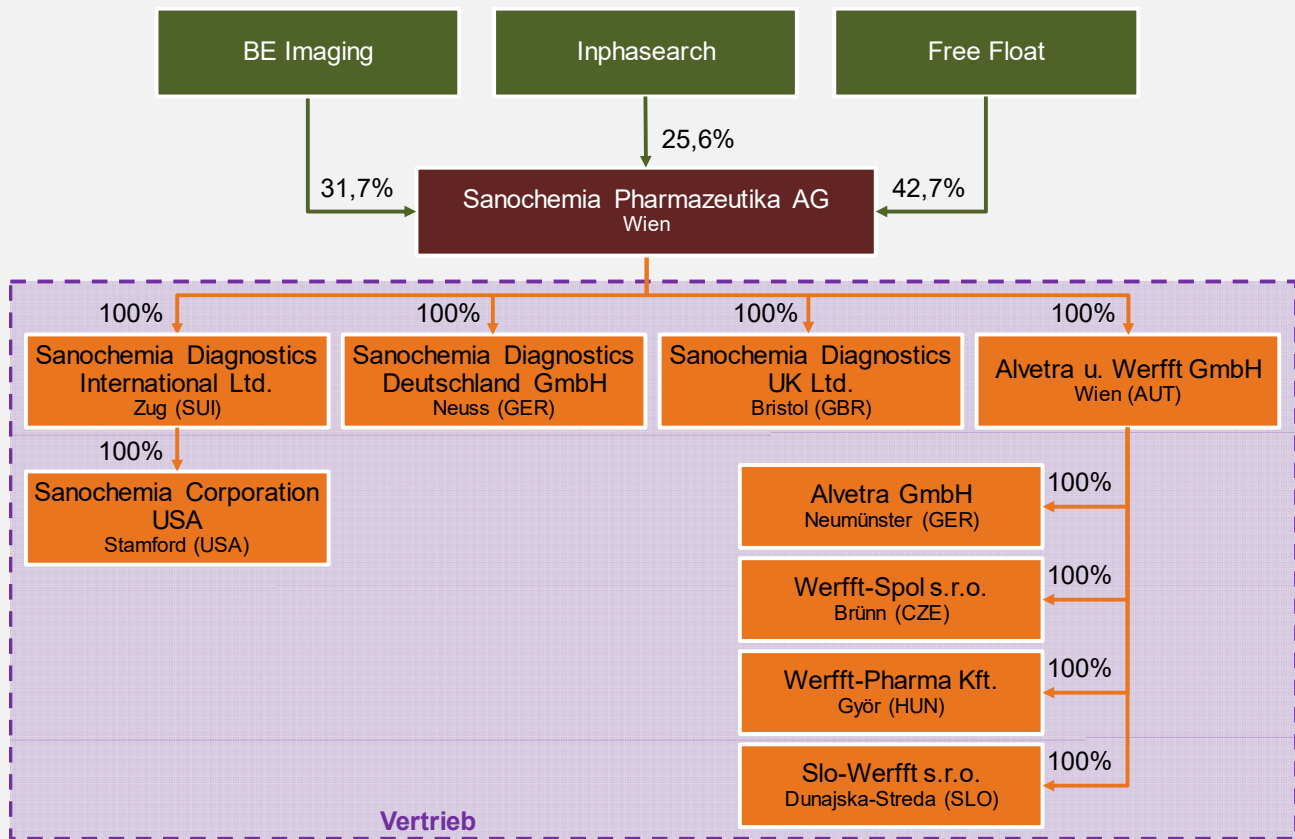 BE Imaging
Inphasearch
Free Float
25,6%
31,7%
42,7%
Sanochemia Pharmazeutika AG
Wien
100%
100%
100%
100%
Sanochemia Diagnostics
International Ltd.
Zug (SUI)
Sanochemia Diagnostics
Deutschland GmbH
Neuss (GER)
Sanochemia Diagnostics
UK Ltd.
Bristol (GBR)
Alvetra u. Werfft GmbH
Wien (AUT)
100%
Sanochemia Corporation
USA
Stamford (USA)
100%
Alvetra GmbH
Neumünster (GER)
100%
Werfft-Spol s.r.o.
Brünn (CZE)
100%
Werfft-Pharma Kft.
Györ (HUN)
100%
Slo-Werfft s.r.o.
Dunajska-Streda (SLO)
Vertrieb